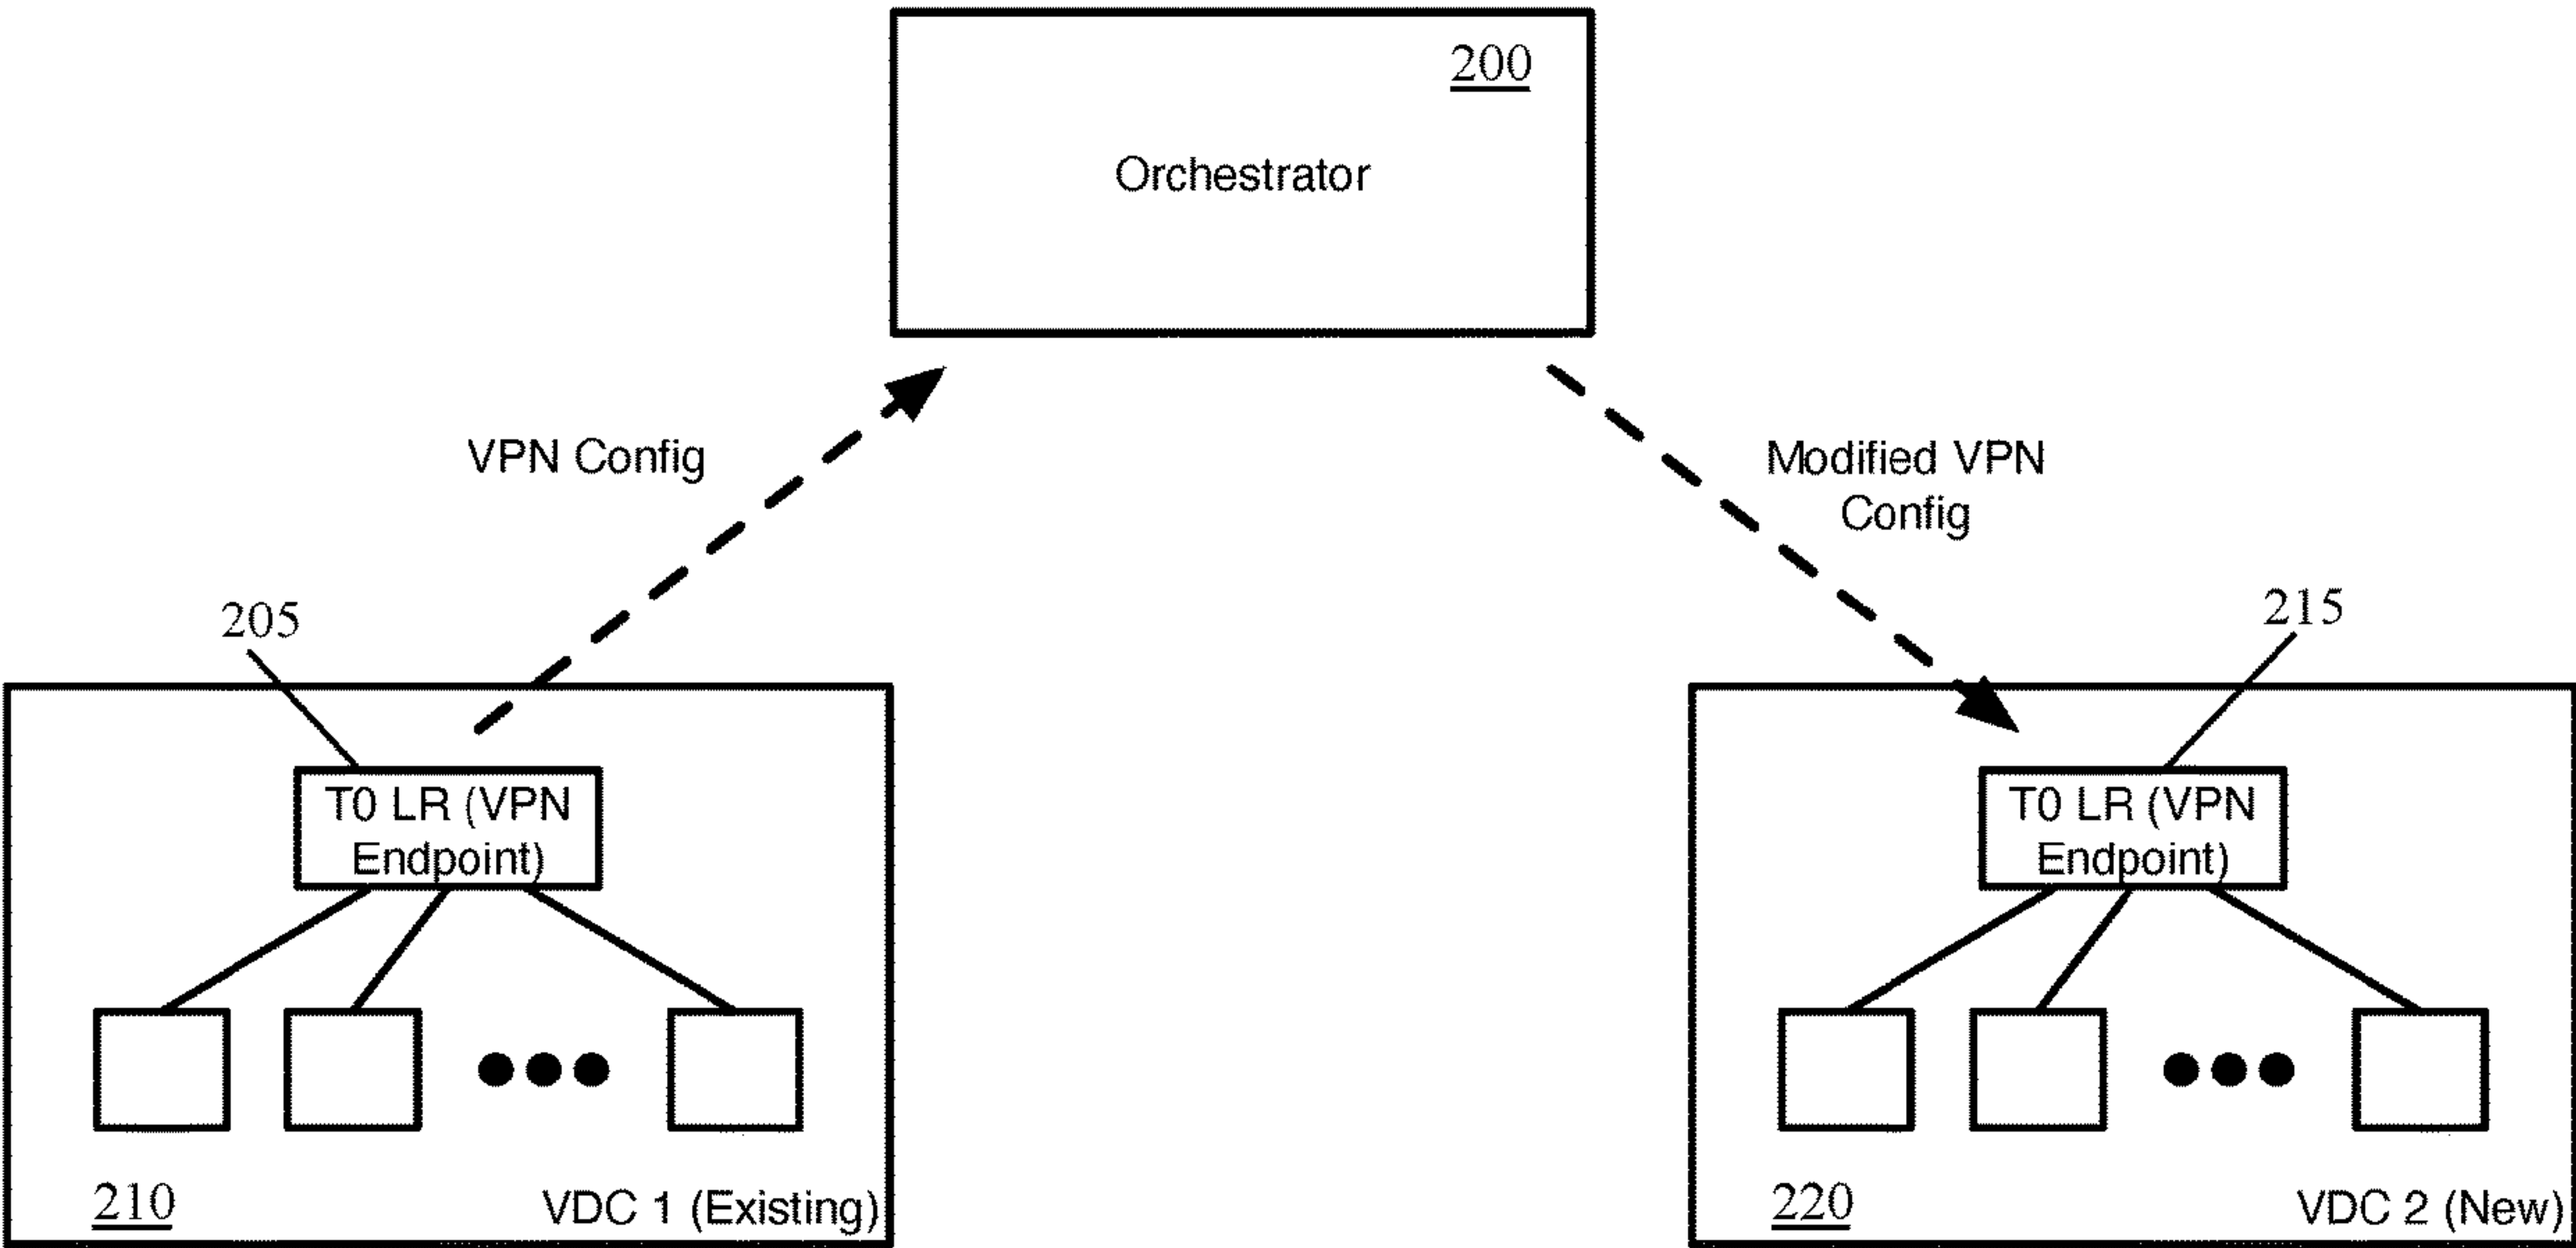 200
Orchestrator
VPN Config
Modified VPN
Config
205
215
T0 LR (VPN
Endpoint)
T0 LR (VPN
Endpoint)
210
VDC 1 (Existing)
220
VDC 2 (New)